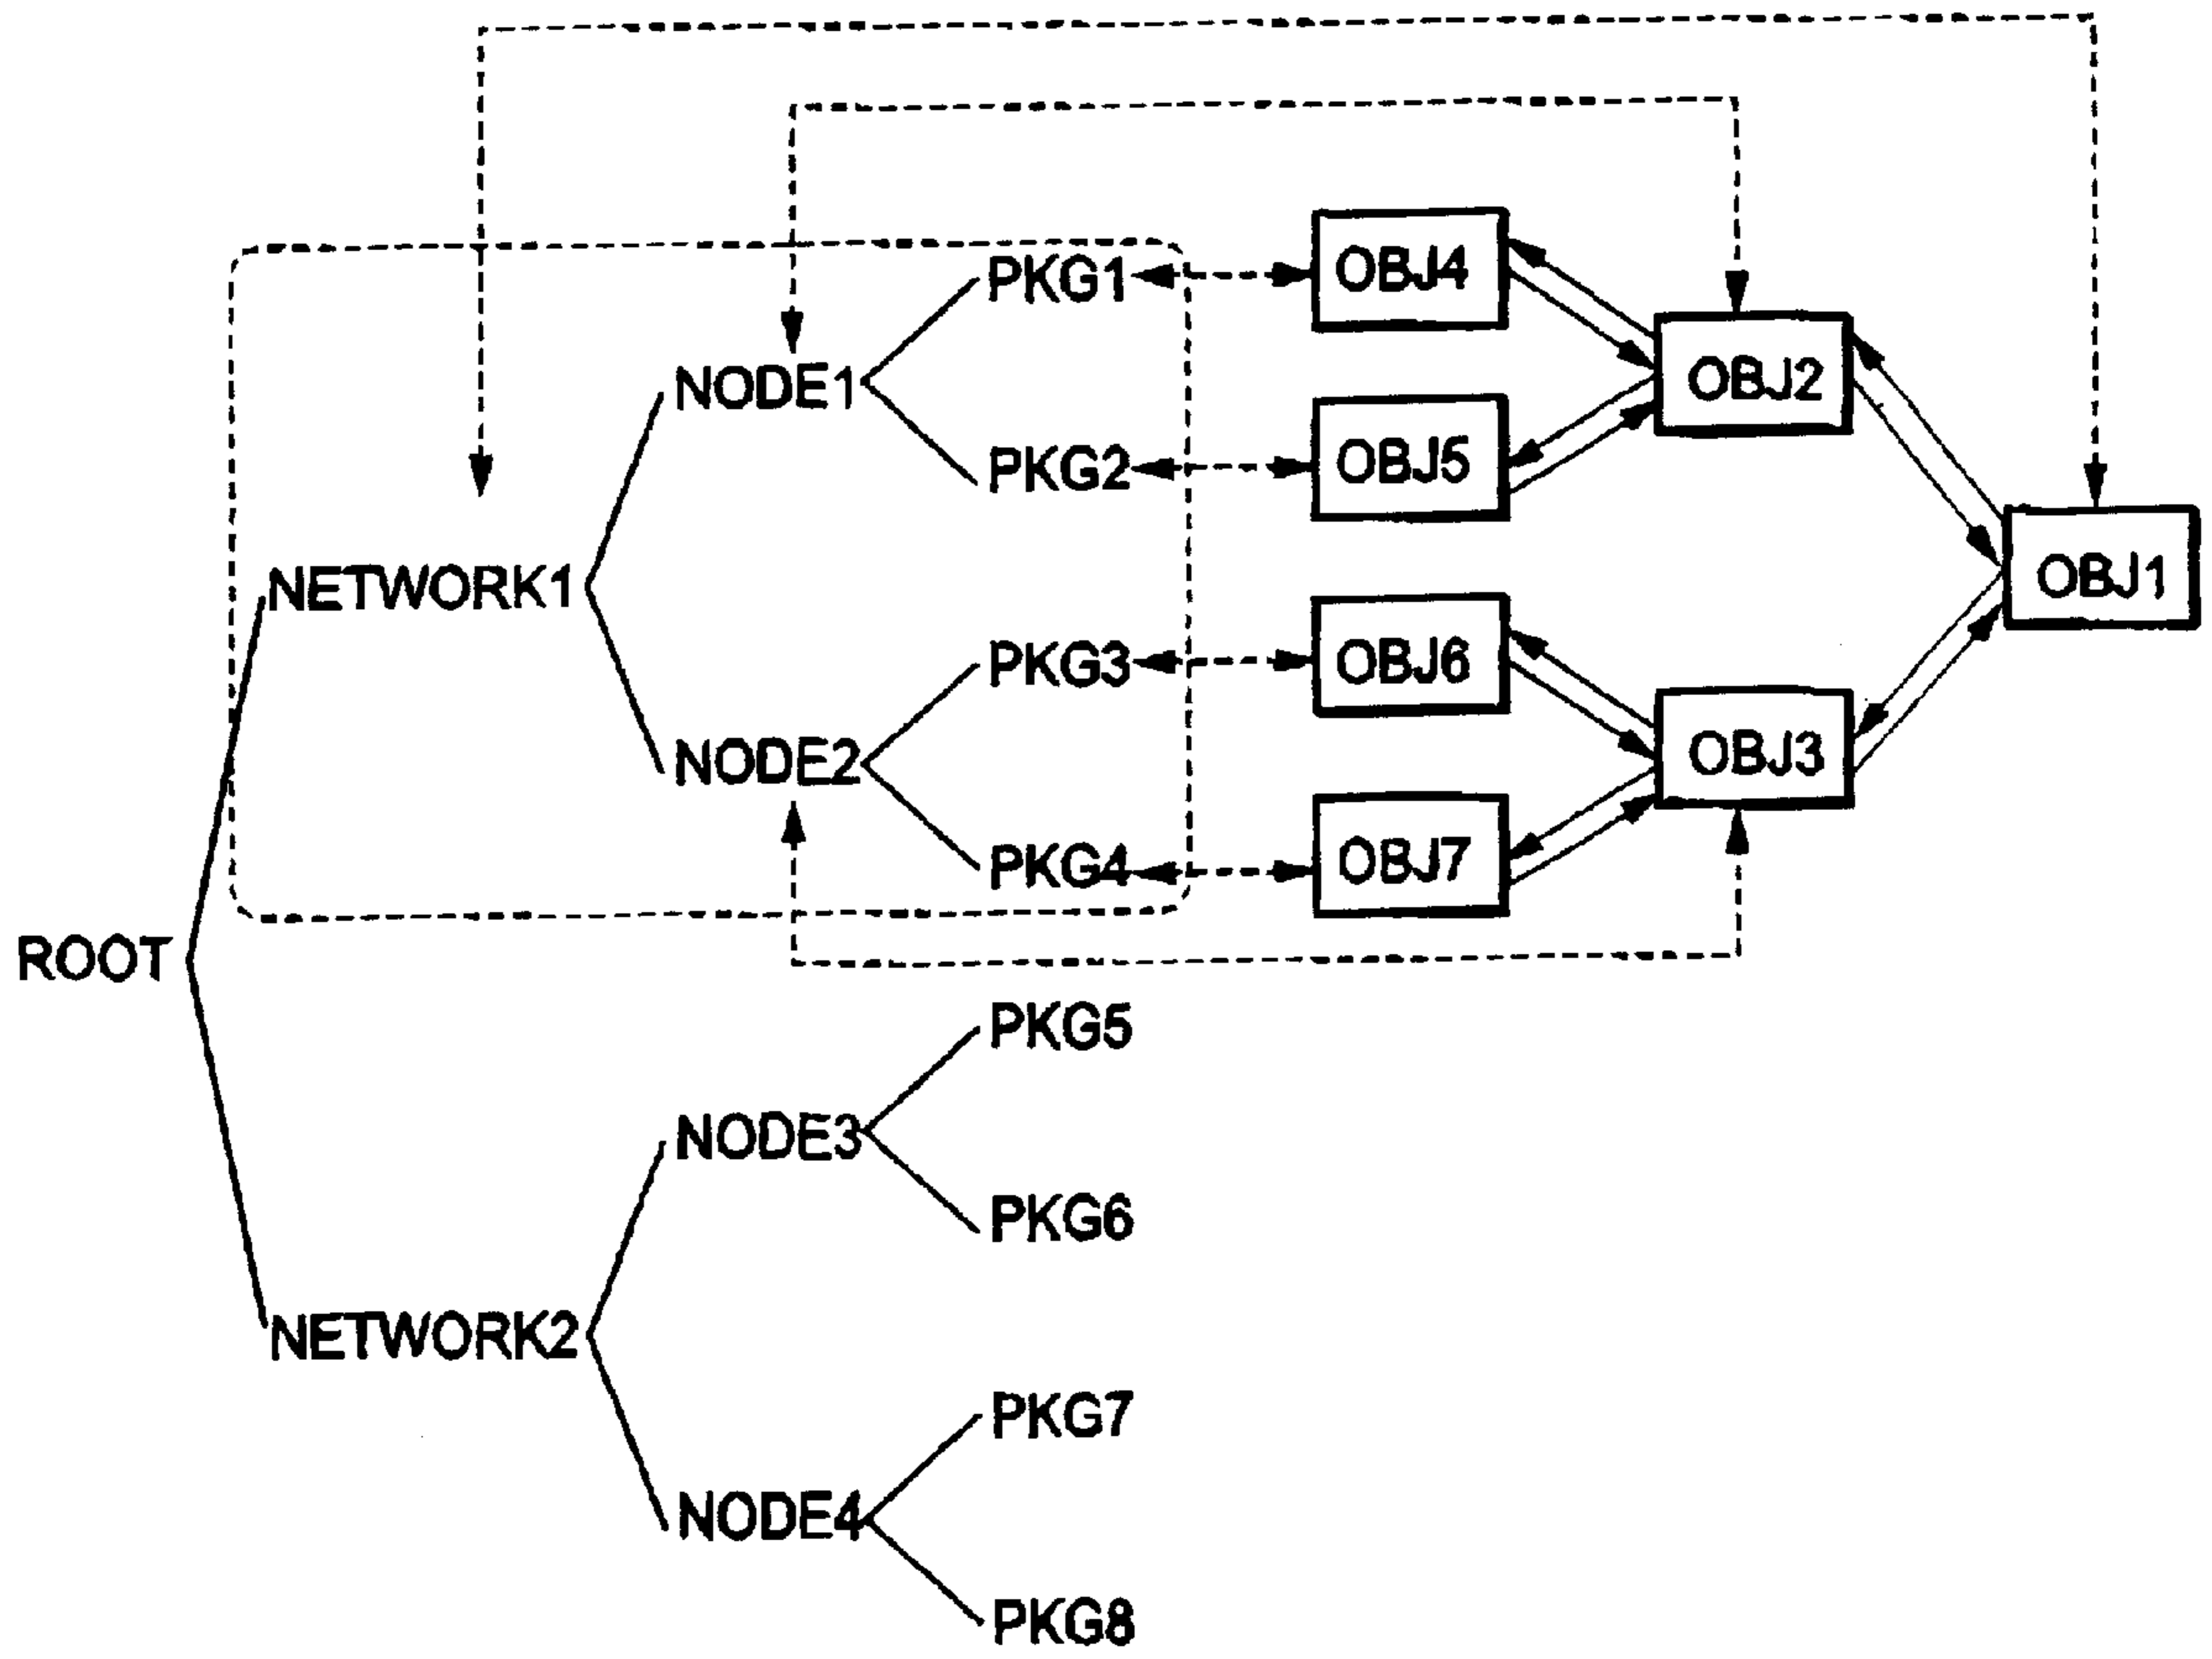 PKG1
OBJ4
NODE1
OBJ2
PKG2
OBJ5
NETWORK1
OBJ1
PKG3
OBJ6
NODE2
OBJ3
PKG4
OBJ7
ROOT
PKG5
NODE3
PKG6
NETWORK2
PKG7
NODE4
PKG8